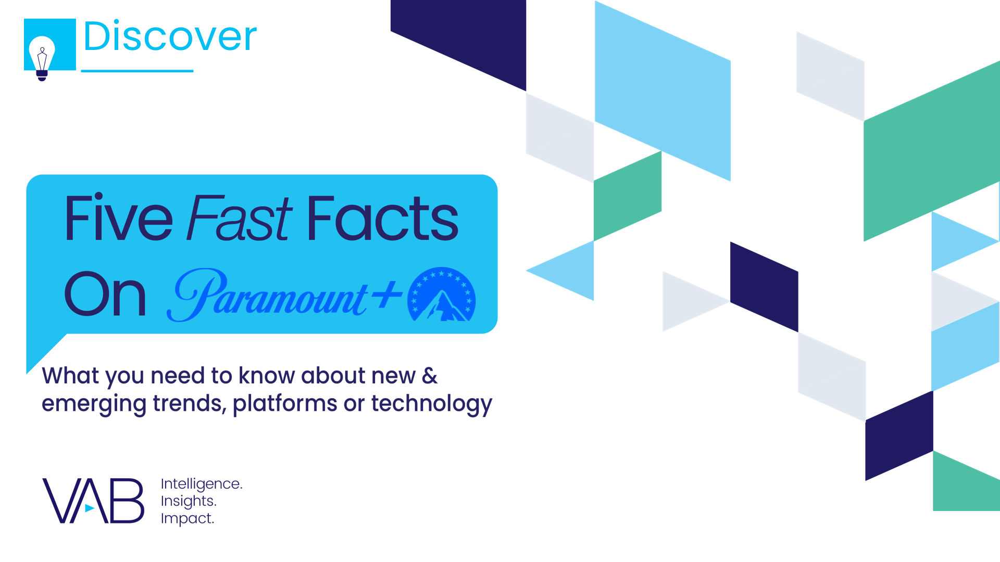 Discover
Five Fast Facts
On Paramount+
What you need to know about new &
emerging trends, platforms or technology
VAB
Intelligence.
Insights.
Impact.